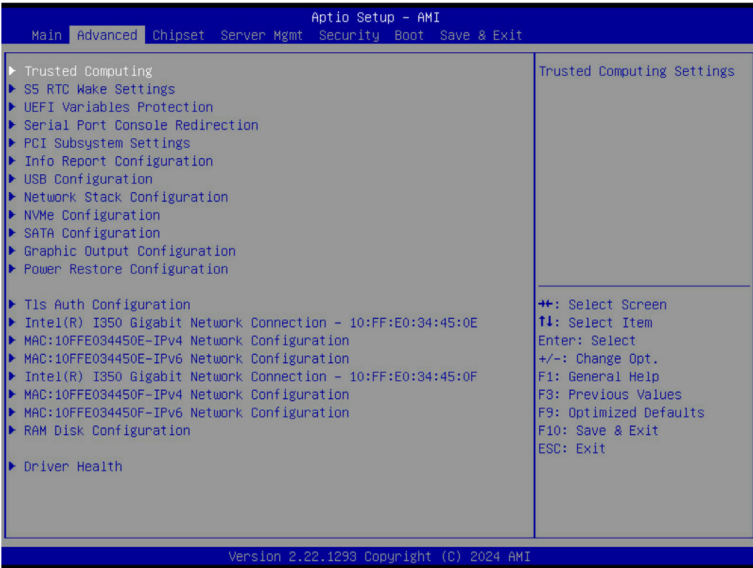 Aptio Setup – AMI
Main Advanced Chipset Server Mgmt Security Boot Save & Exit
▶ Trusted Computing
▶ S5 RTC Wake Settings
▶ UEFI Variables Protection
▶ Serial Port Console Redirection
▶ PCI Subsystem Settings
▶ Info Report Configuration
▶ USB Configuration
▶ Network Stack Configuration
▶ NVMe Configuration
▶ SATA Configuration
▶ Graphic Output Configuration
▶ Power Restore Configuration
▶ Tls Auth Configuration
▶ Intel(R) I350 Gigabit Network Connection – 10:FF:E0:34:45:0E
▶ MAC:10FFE034450E-IPv4 Network Configuration
▶ MAC:10FFE034450E-IPv6 Network Configuration
▶ Intel(R) I350 Gigabit Network Connection – 10:FF:E0:34:45:0F
▶ MAC:10FFE034450F-IPv4 Network Configuration
▶ MAC:10FFE034450F-IPv6 Network Configuration
▶ RAM Disk Configuration
▶ Driver Health
Trusted Computing Settings
→←: Select Screen
↑↓: Select Item
Enter: Select
+/-: Change Opt.
F1: General Help
F3: Previous Values
F9: Optimized Defaults
F10: Save & Exit
ESC: Exit
Version 2.22.1293 Copyright (C) 2024 AMI